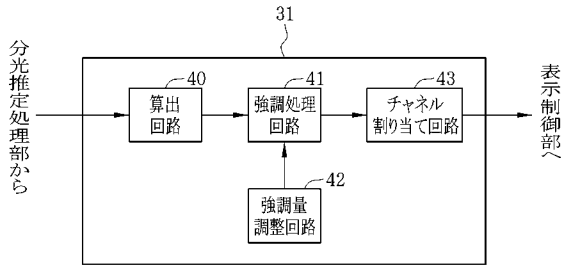 31
分光推定処理部から
40
算出
回路
41
強調処理
回路
43
チャネル
割り当て回路
表示制御部へ
42
強調量
調整回路